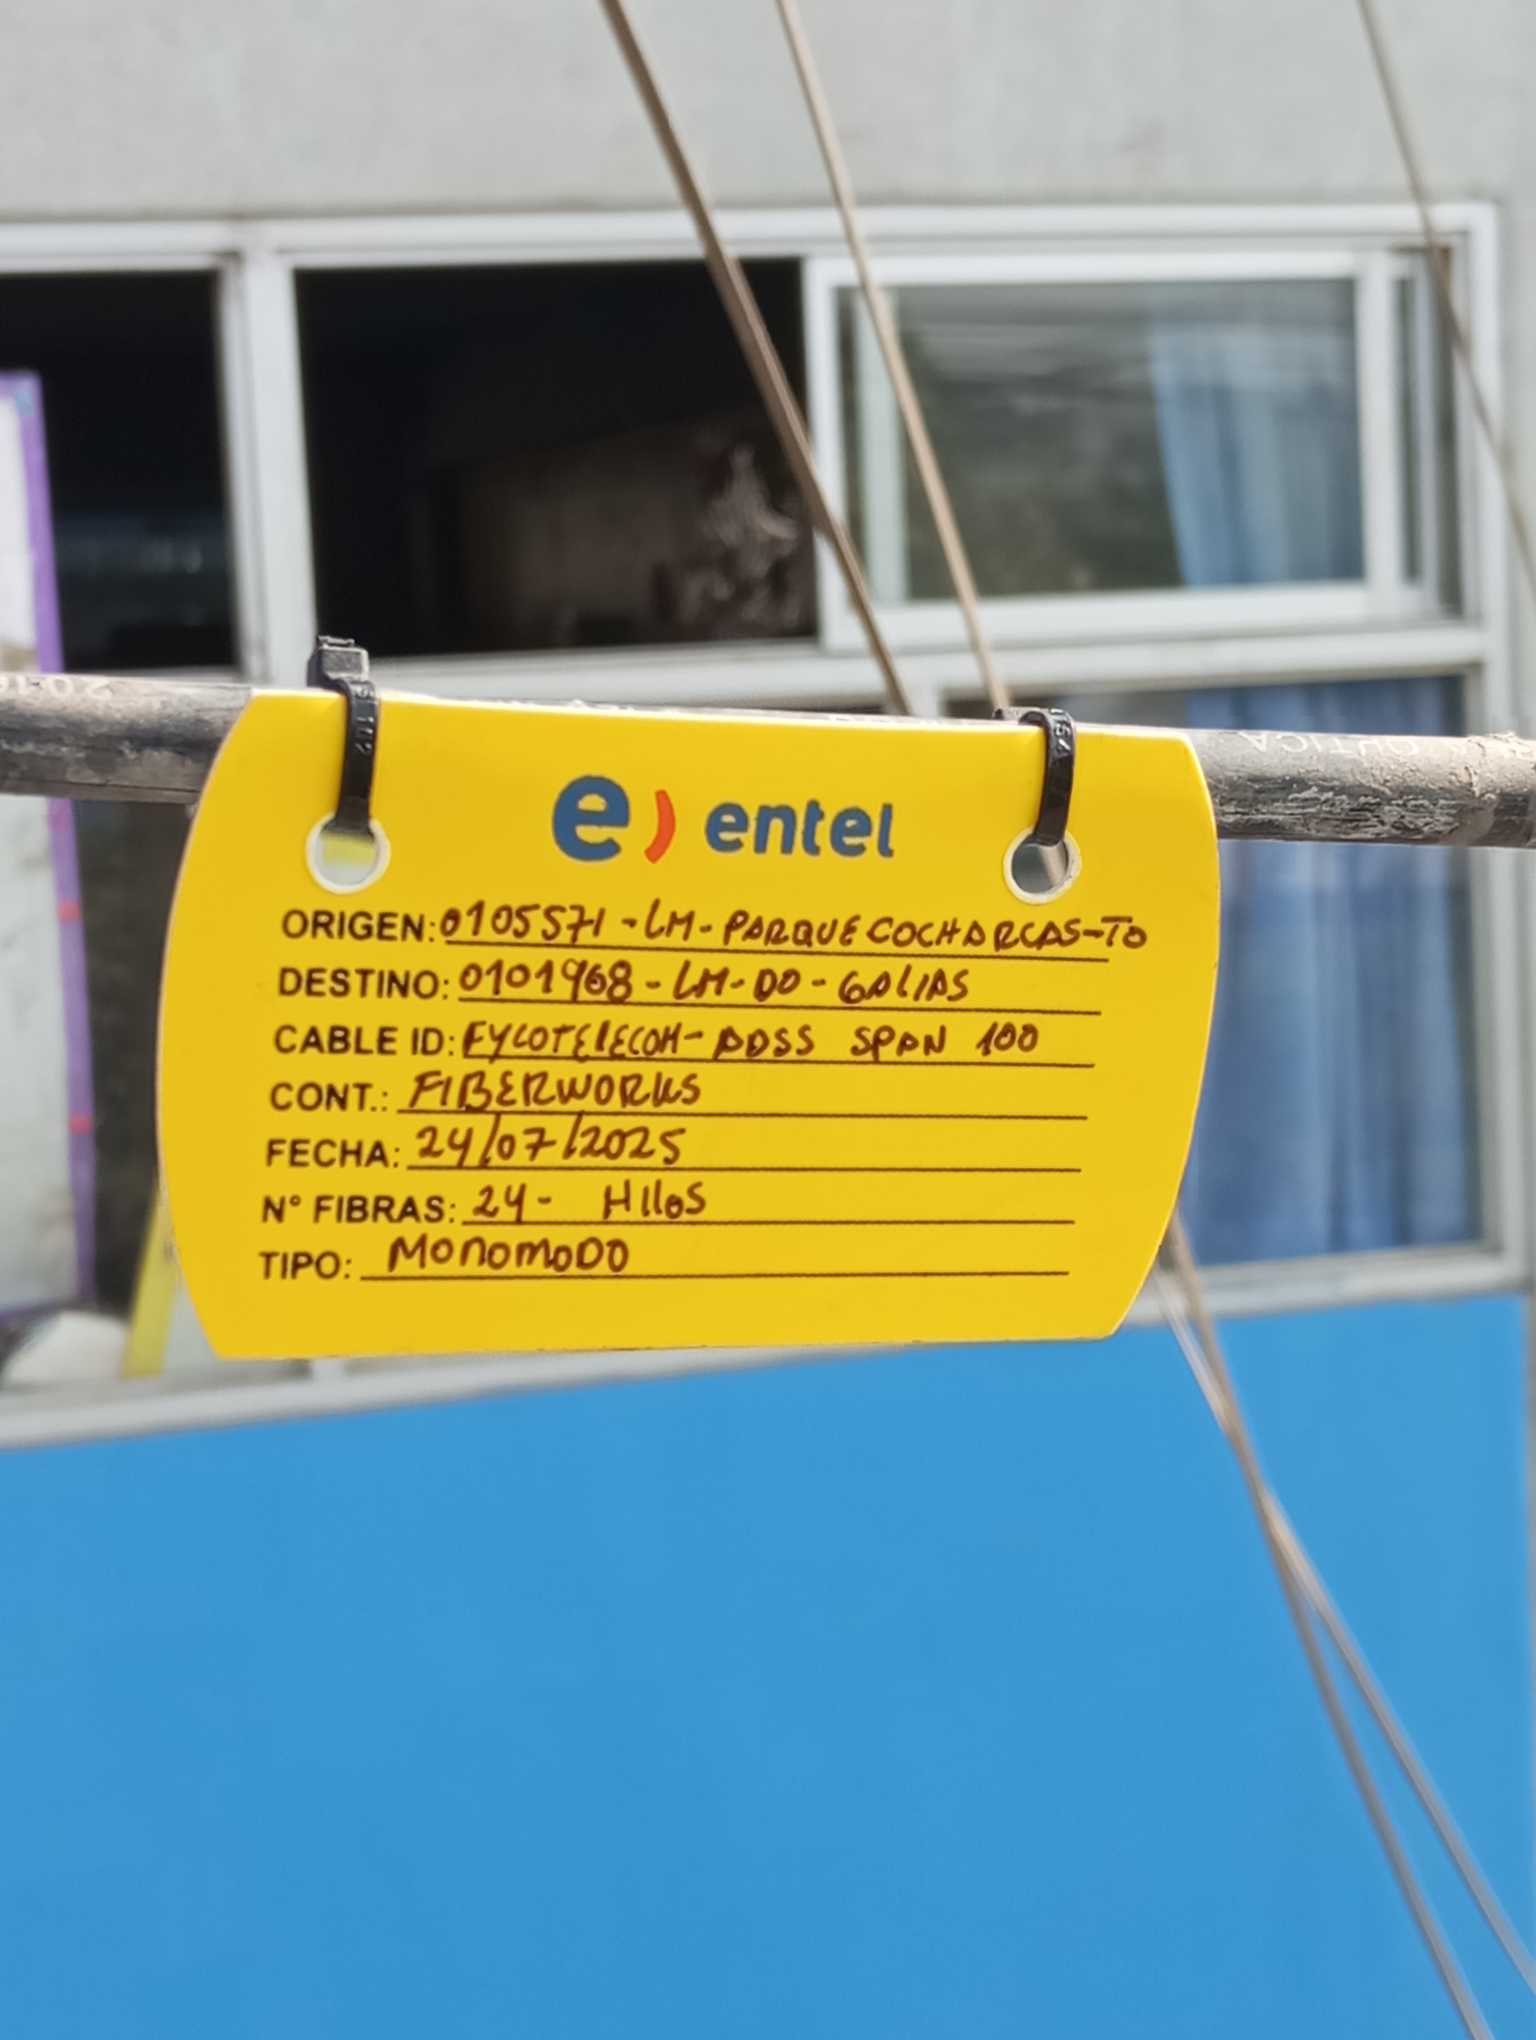 e) entel
ORIGEN: 0105571-LM-PARQUE COCHARCAS-TO
DESTINO: 0101968-LM-DO-GALIAS
CABLE ID: FYCOTELECOM-ADSS SPAN 100
CONT.: FIBERWORKS
FECHA: 24/07/2025
N° FIBRAS: 24- HILOS
TIPO: MONOMODO
OPTICA